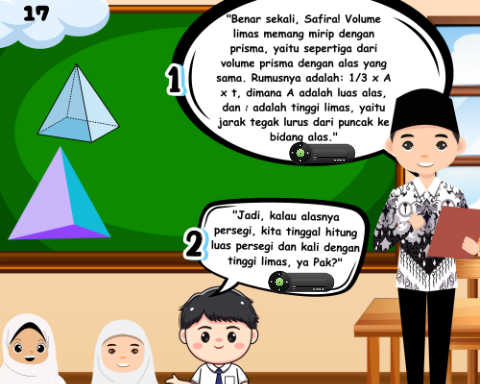 17
1
"Benar sekali, Safira! Volume
limas memang mirip dengan
prisma, yaitu sepertiga dari
volume prisma dengan alas yang
sama. Rumusnya adalah: 1/3 x A
x t, dimana A adalah luas alas,
dan t adalah tinggi limas, yaitu
jarak tegak lurus dari puncak ke
bidang alas."
2
"Jadi, kalau alasnya
persegi, kita tinggal hitung
luas persegi dan kali dengan
tinggi limas, ya Pak?"